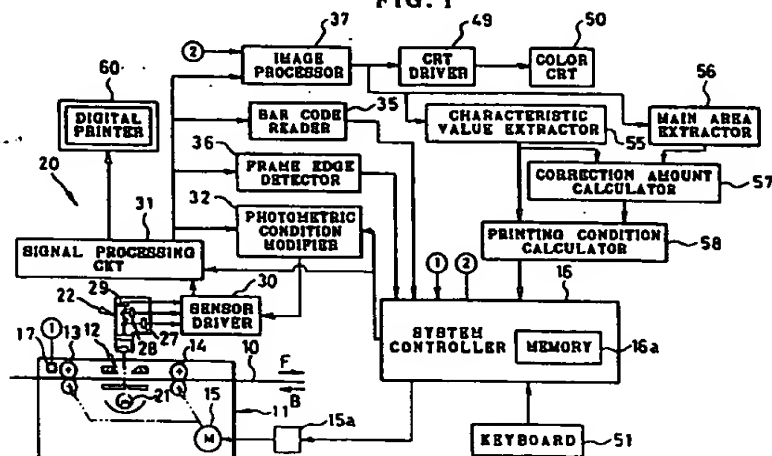 FIG. 1
37
49
50
②
IMAGE
PROCESSOR
CRT
DRIVER
COLOR
CRT
56
60
DIGITAL
PRINTER
35
BAR CODE
READER
CHARACTERISTIC
VALUE EXTRACTOR
55
MAIN AREA
EXTRACTOR
36
FRAME EDGE
DETECTOR
20
CORRECTION AMOUNT
CALCULATOR
57
31
32
PHOTOMETRIC
CONDITION
MODIFIER
SIGNAL PROCESSING
CKT
PRINTING CONDITION
CALCULATOR
58
① ②
16
29
22
30
SENSOR
DRIVER
27
28
SYSTEM
CONTROLLER
MEMORY
16a
17
①
13
12
14
10
F
B
21
11
15
M
15a
KEYBOARD
51